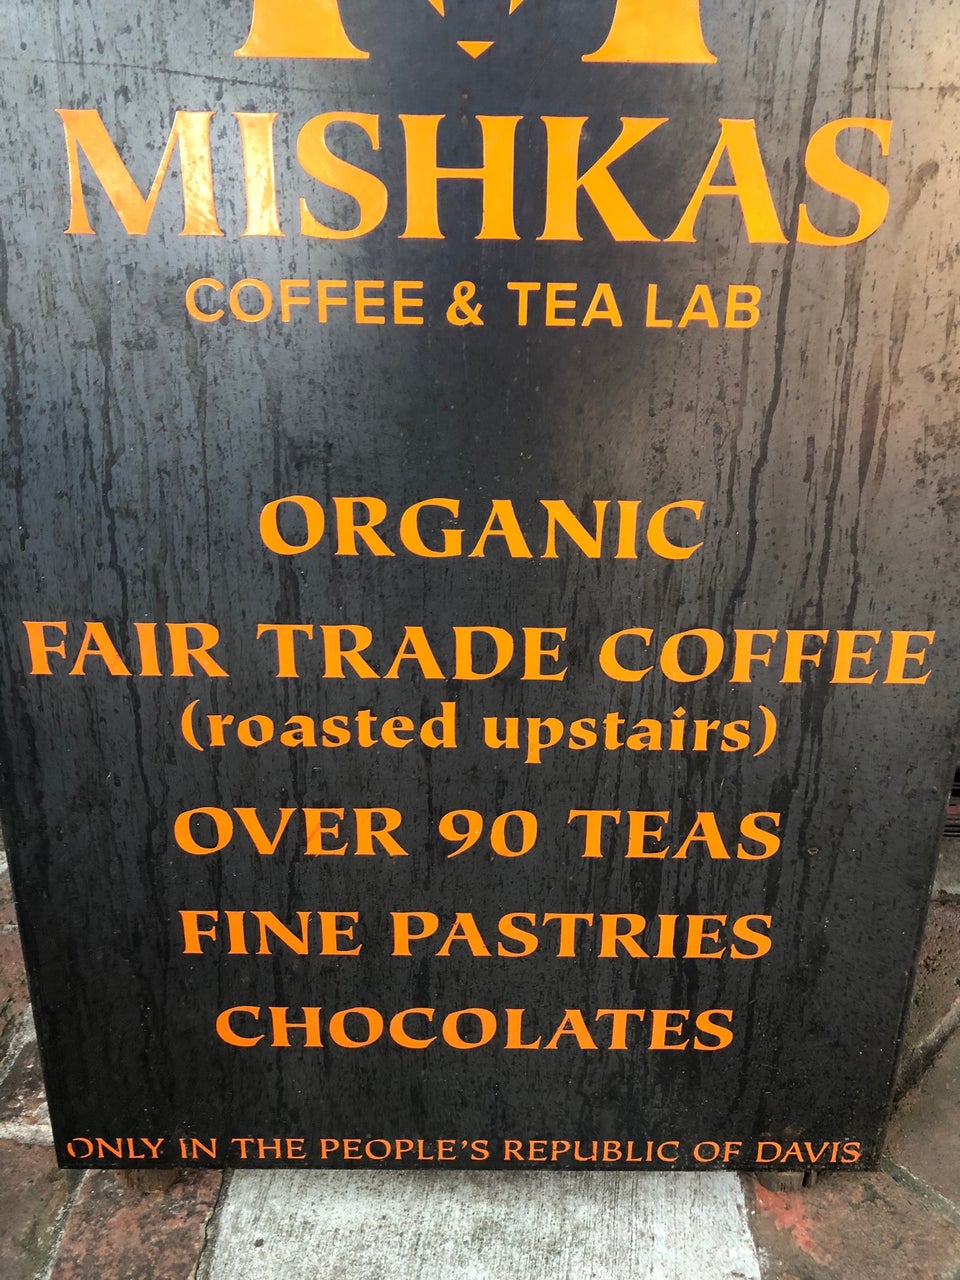 M
MISHKAS
COFFEE & TEA LAB
ORGANIC
FAIR TRADE COFFEE
(roasted upstairs)
OVER 90 TEAS
FINE PASTRIES
CHOCOLATES
ONLY IN THE PEOPLE'S REPUBLIC OF DAVIS